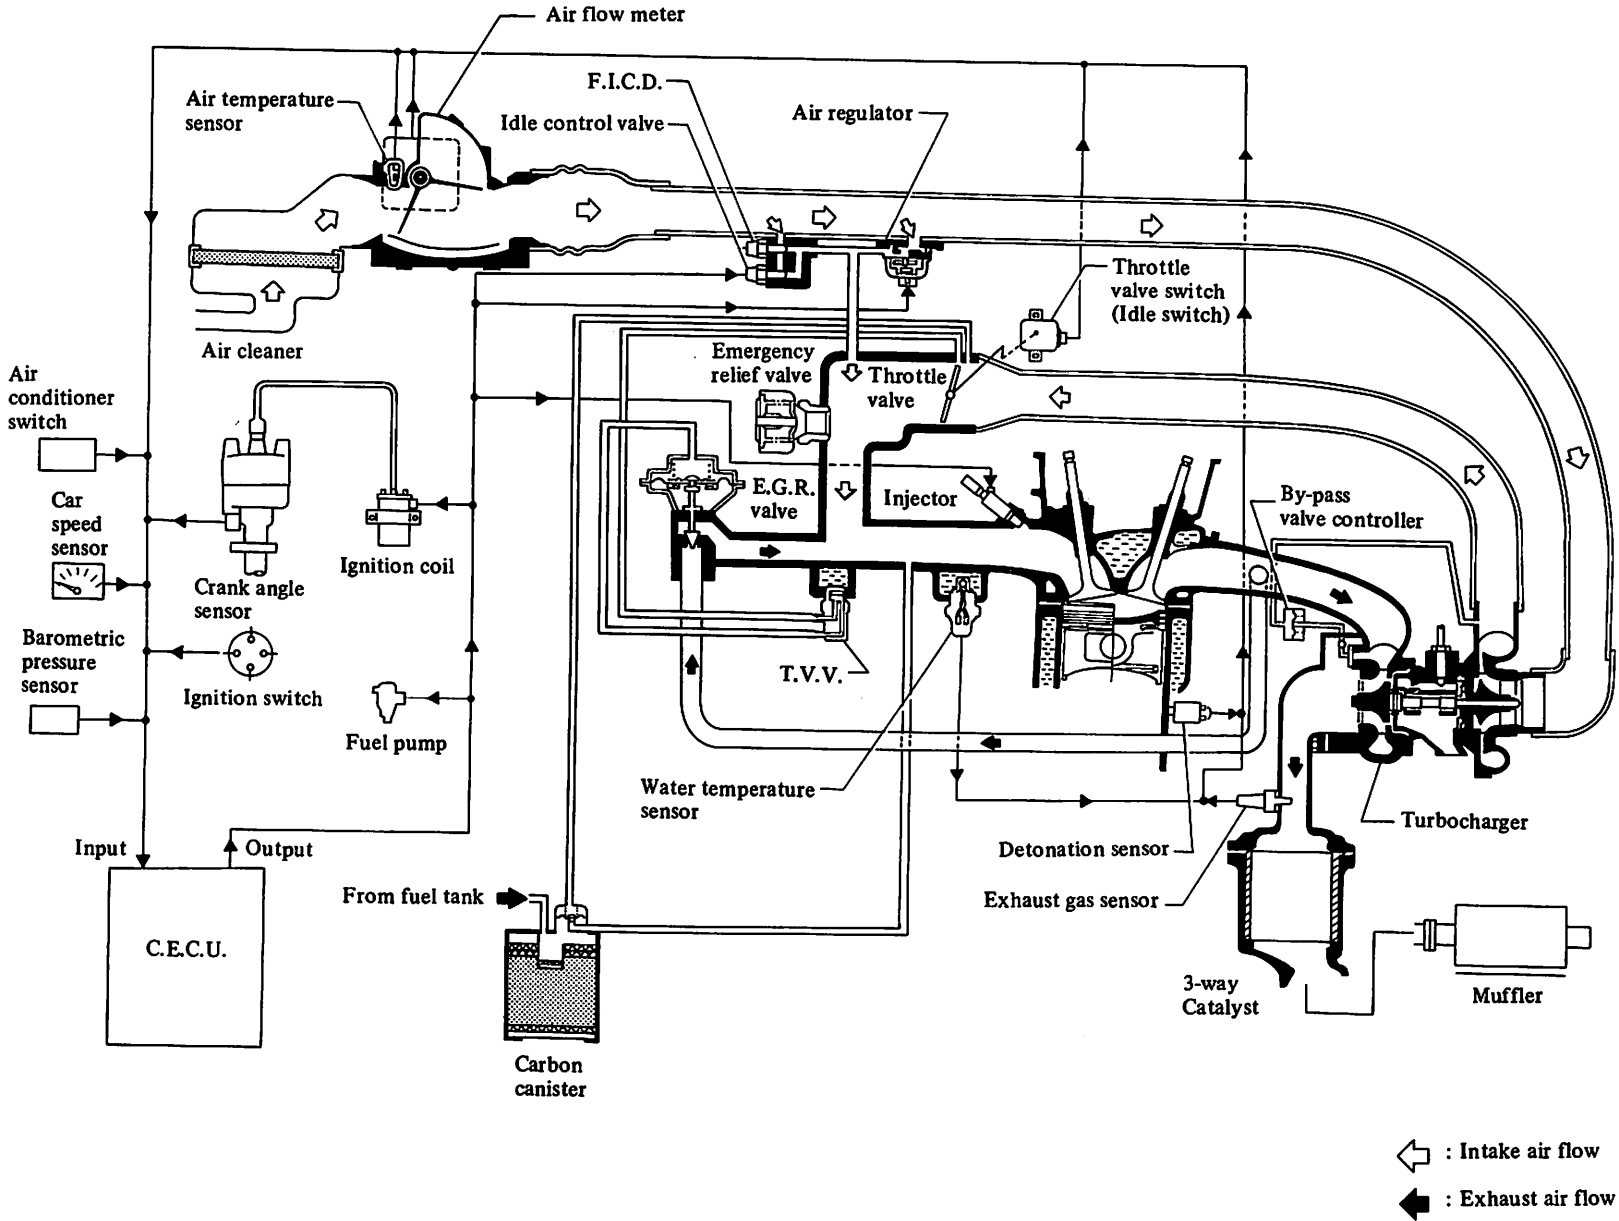 Air flow meter
F.I.C.D.
Air temperature
sensor
Idle control valve
Air regulator
Air cleaner
Throttle
valve switch
(Idle switch)
Emergency
relief valve
Throttle
valve
Air
conditioner
switch
Car
speed
sensor
Crank angle
sensor
Ignition coil
E.G.R.
valve
Injector
By-pass
valve controller
Barometric
pressure
sensor
Ignition switch
T.V.V.
Fuel pump
Water temperature
sensor
Turbocharger
Input
Output
Detonation sensor
From fuel tank
Exhaust gas sensor
C.E.C.U.
3-way
Catalyst
Muffler
Carbon
canister
: Intake air flow
: Exhaust air flow